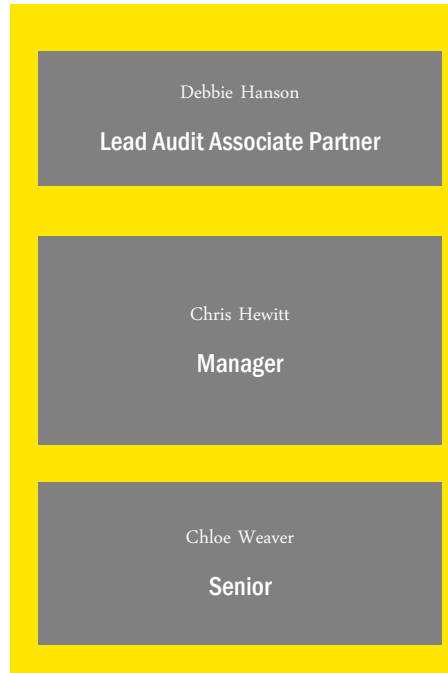 Debbie Hanson
Lead Audit Associate Partner
Chris Hewitt
Manager
Chloe Weaver
Senior